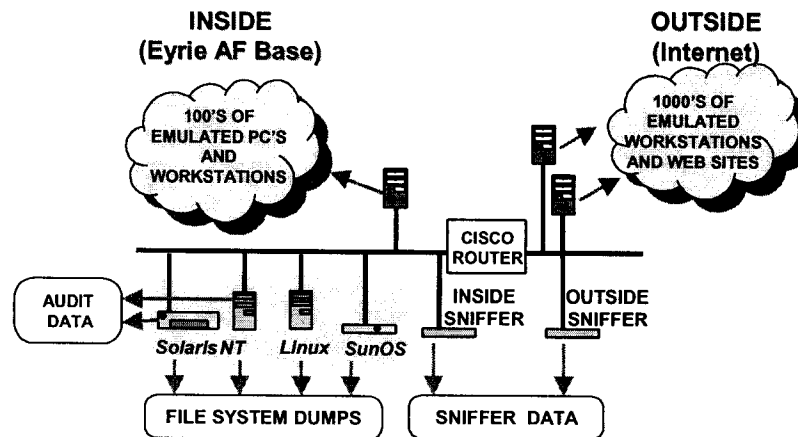 INSIDE
(Eyrie AF Base)
OUTSIDE
(Internet)
100'S OF
EMULATED PC'S
AND
WORKSTATIONS
1000'S OF
EMULATED
WORKSTATIONS
AND WEB SITES
CISCO
ROUTER
AUDIT
DATA
INSIDE
SNIFFER
OUTSIDE
SNIFFER
Solaris NT Linux SunOS
FILE SYSTEM DUMPS
SNIFFER DATA